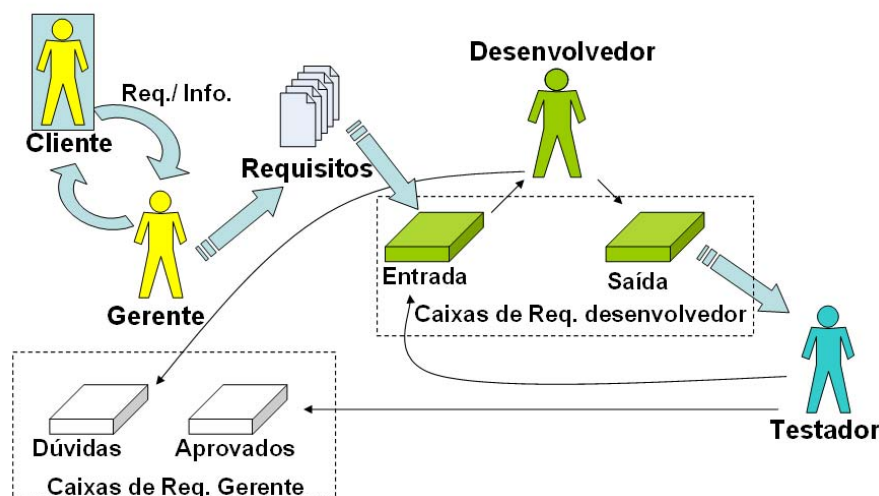 Desenvolvedor
Req./ Info.
Cliente
Requisitos
Entrada
Saída
Gerente
Caixas de Req. desenvolvedor
Testador
Dúvidas
Aprovados
Caixas de Req. Gerente